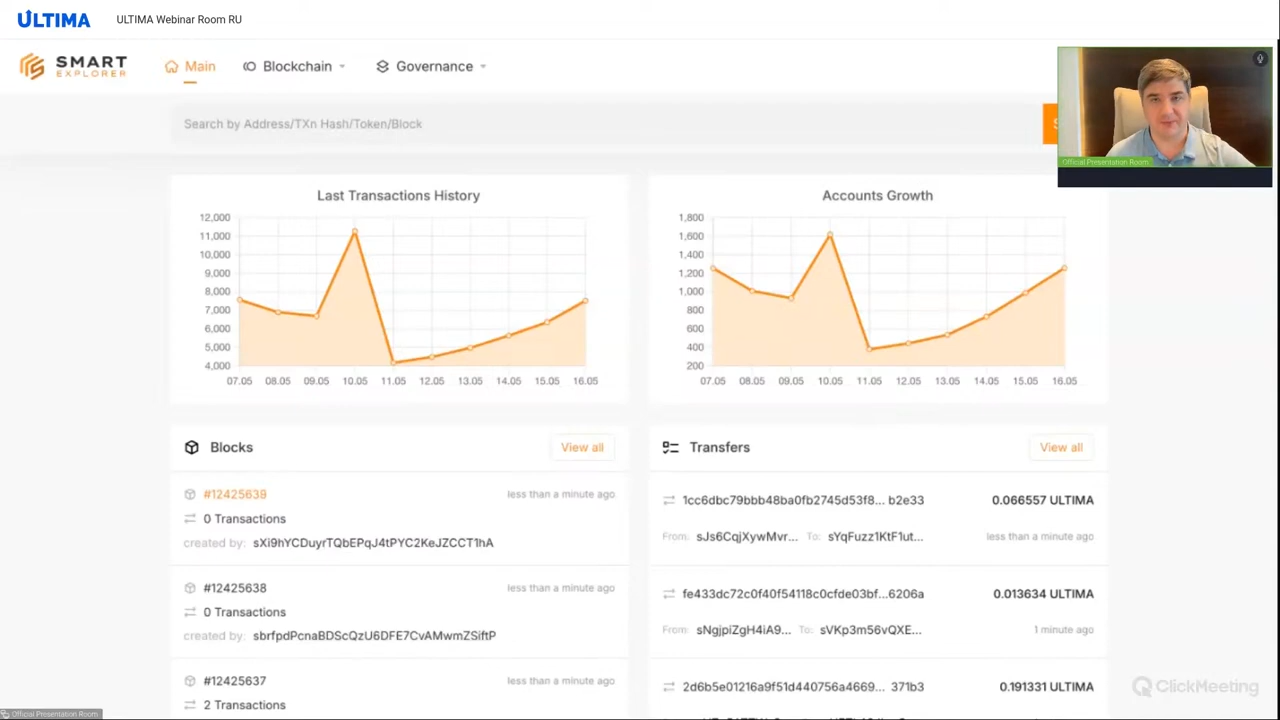 ULTIMA
ULTIMA Webinar Room RU
SMART
EXPLORER
Main
Blockchain
Governance
Search by Address/TXn Hash/Token/Block
Official Presentation Room
Last Transactions History
12,000
11,000
10,000
9,000
8,000
7,000
6,000
5,000
4,000
07.05 08.05 09.05 10.05 11.05 12.05 13.05 14.05 15.05 16.05
Accounts Growth
1,800
1,600
1,400
1,200
1,000
800
600
400
200
07.05 08.05 09.05 10.05 11.05 12.05 13.05 14.05 15.05 16.05
Blocks
View all
#12425639
less than a minute ago
0 Transactions
created by: sXi9hYCDuyrTQbEPqJ4tPYC2KeJZCCT1hA
#12425638
less than a minute ago
0 Transactions
created by: sbrfpdPcnaBDScQzU6DFE7CvAMwmZSiftP
#12425637
less than a minute ago
2 Transactions
Transfers
View all
1cc6dbc79bbb48ba0fb2745d53f8... b2e33
0.066557 ULTIMA
From: sJs6CqjXywMvr... To: sYqFuzz1KtF1ut...
less than a minute ago
fe433dc72c0f40f54118c0cfde03bf...6206a
0.013634 ULTIMA
From: sNgjpiZgH4iA9... To: sVKp3m56vQXE...
1 minute ago
2d6b5e01216a9f51d440756a4669... 371b3
0.191331 ULTIMA
ClickMeeting
Official Presentation Room